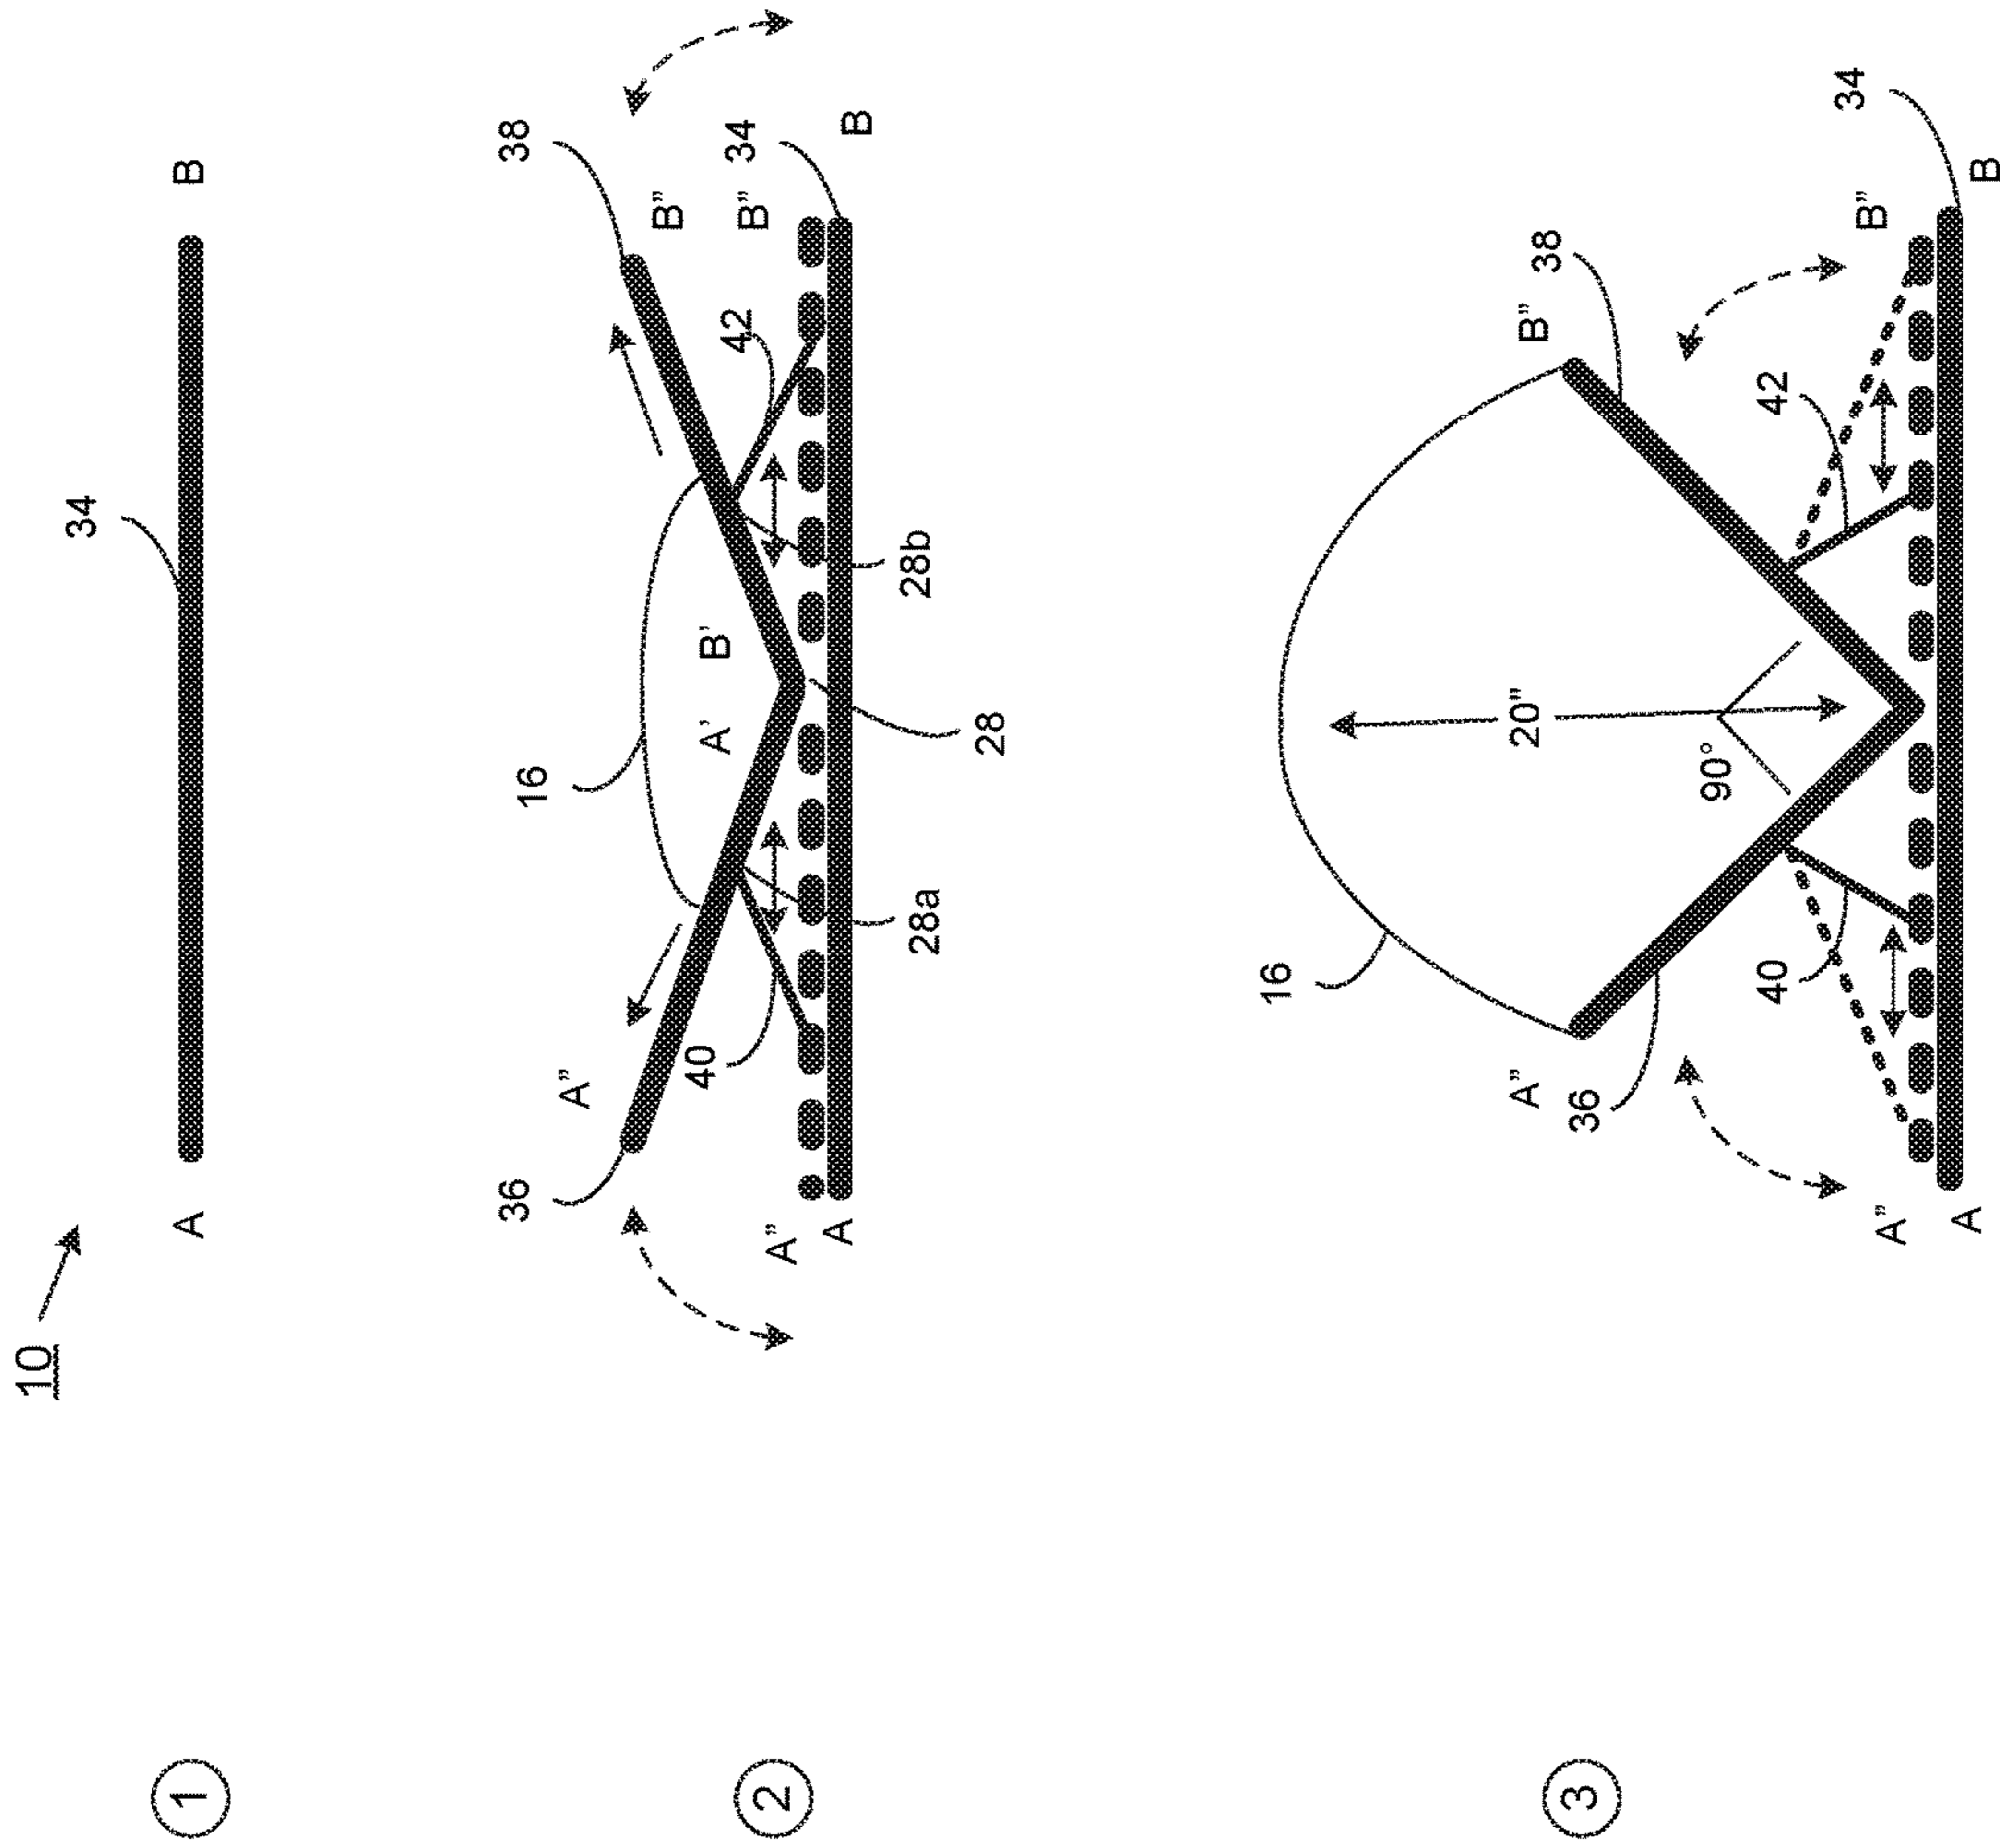 10
34
1 A B
36 16 38
A" B"
40 A' B' 42 B" 34
2 A"
A B
28a 28b
28
16
A" 20" B" 38
3 36
90°
40 42
34
A" B"
A B